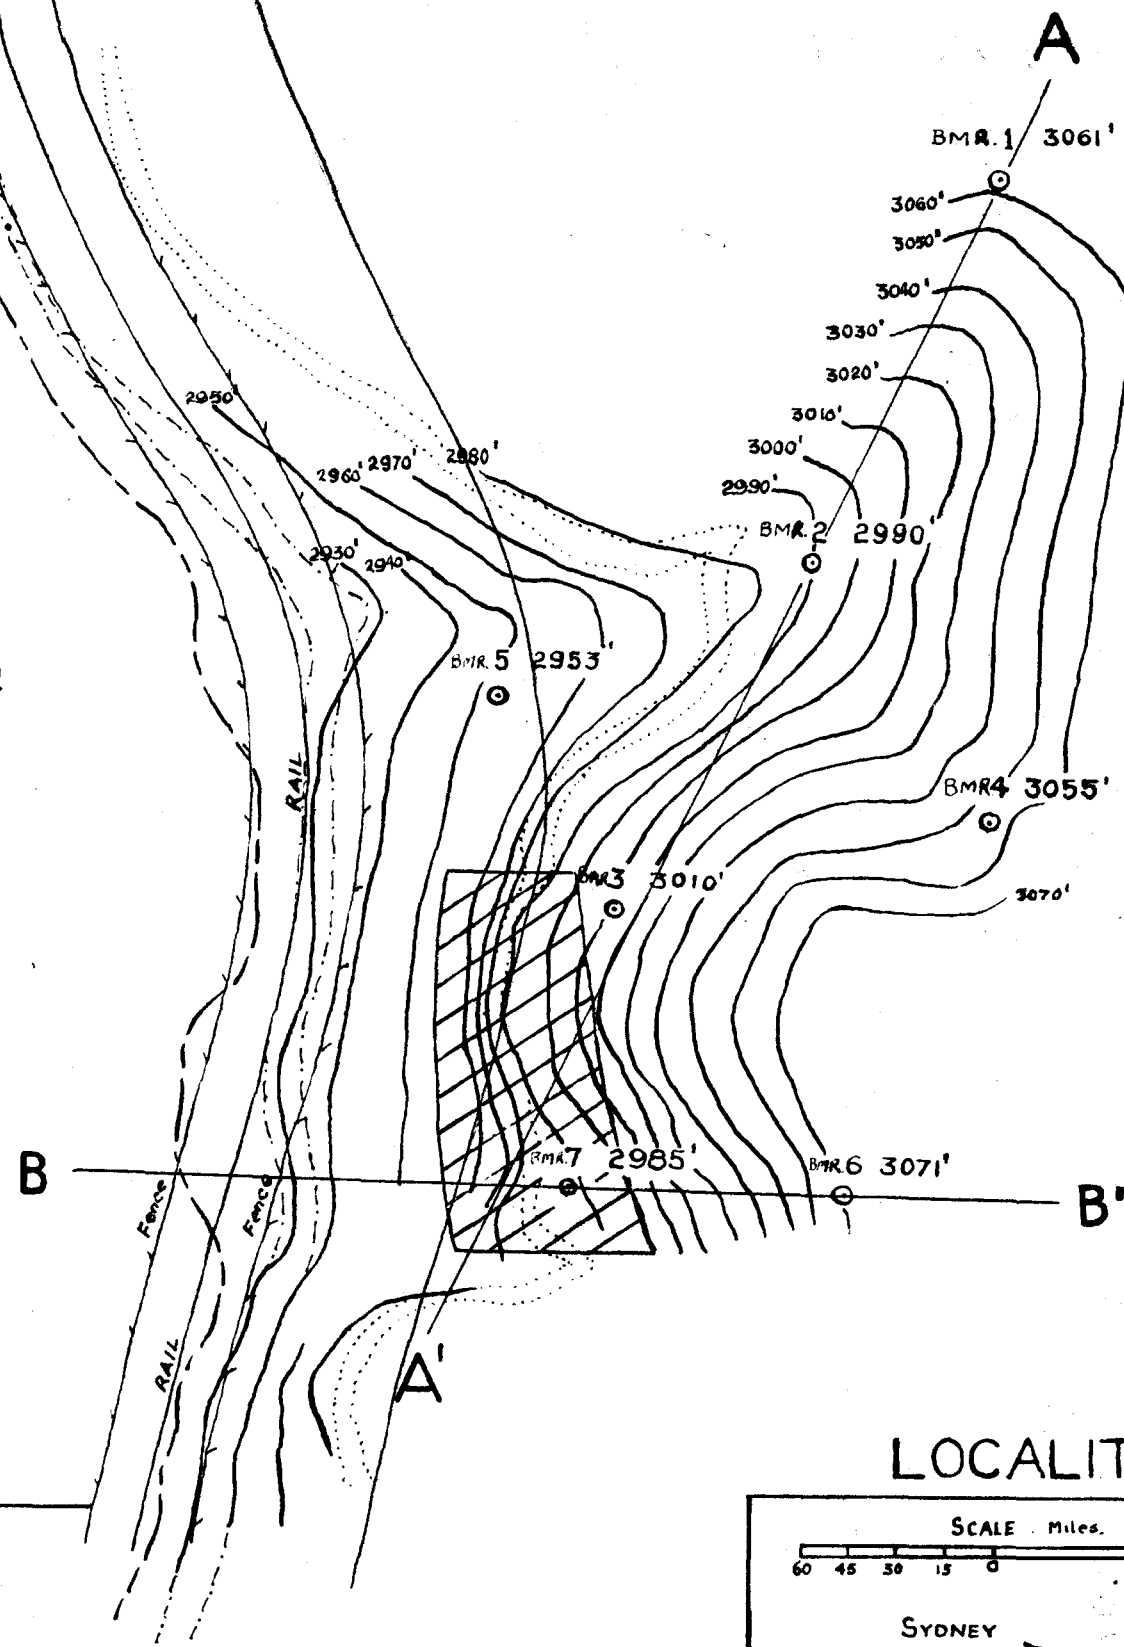 A
BMR.1 3061'
3060'
3050'
3040'
3030'
3020'
2950'
3010'
3000'
2960' 2970' 2980'
2990'
BMR.2 2990'
2930'
2940'
BMR.5 2953'
RAIL
BMR4 3055'
BMR3 3010'
3070'
B
BMR.7 2985'
BMR.6 3071'
Fence
Fence
B'
RAIL
A'
LOCALIT
SCALE . Miles.
60 45 30 15 0
SYDNEY